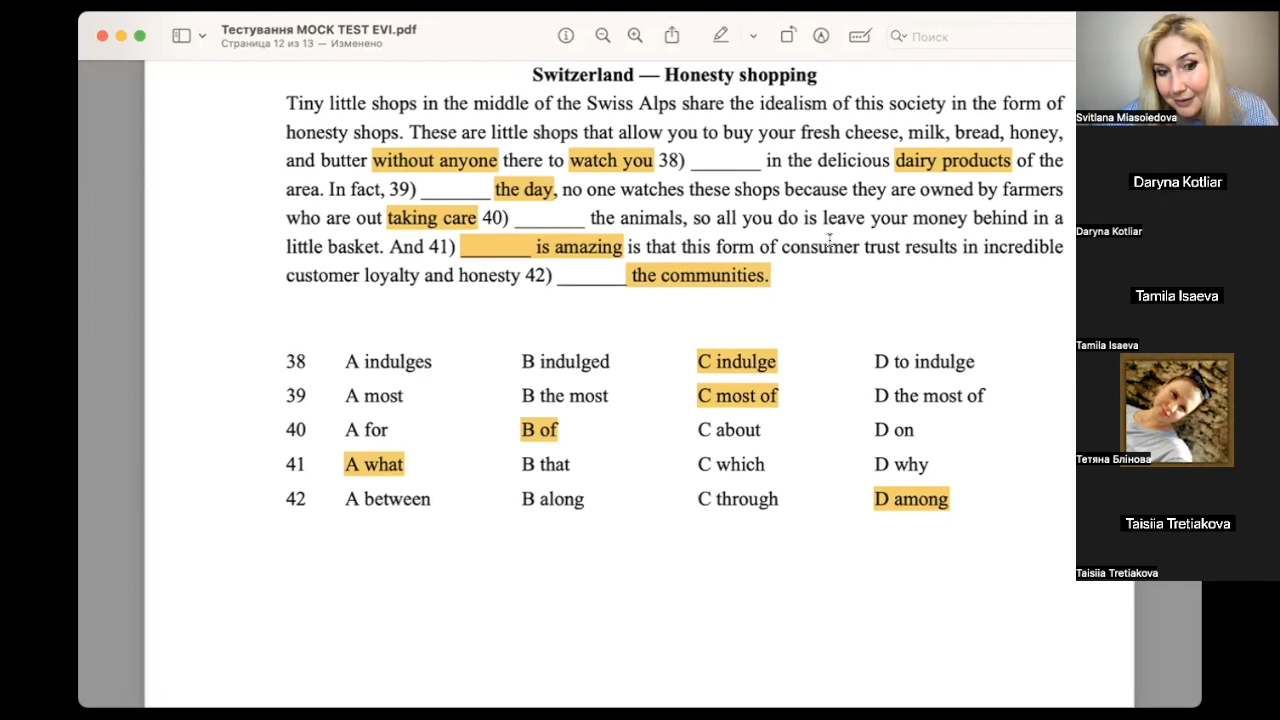 Тестування MOCK TEST EVI.pdf
Страница 12 из 13 — Изменено
Поиск
Switzerland — Honesty shopping
Tiny little shops in the middle of the Swiss Alps share the idealism of this society in the form of
honesty shops. These are little shops that allow you to buy your fresh cheese, milk, bread, honey,
and butter without anyone there to watch you 38) _______ in the delicious dairy products of the
area. In fact, 39) _______ the day, no one watches these shops because they are owned by farmers
who are out taking care 40) _______ the animals, so all you do is leave your money behind in a
little basket. And 41) _______ is amazing is that this form of consumer trust results in incredible
customer loyalty and honesty 42) _______ the communities.
38 A indulges B indulged C indulge D to indulge
39 A most B the most C most of D the most of
40 A for B of C about D on
41 A what B that C which D why
42 A between B along C through D among
Svitlana Miasoiedova
Daryna Kotliar
Daryna Kotliar
Tamila Isaeva
Tamila Isaeva
Тетяна Блінова
Taisiia Tretiakova
Taisiia Tretiakova